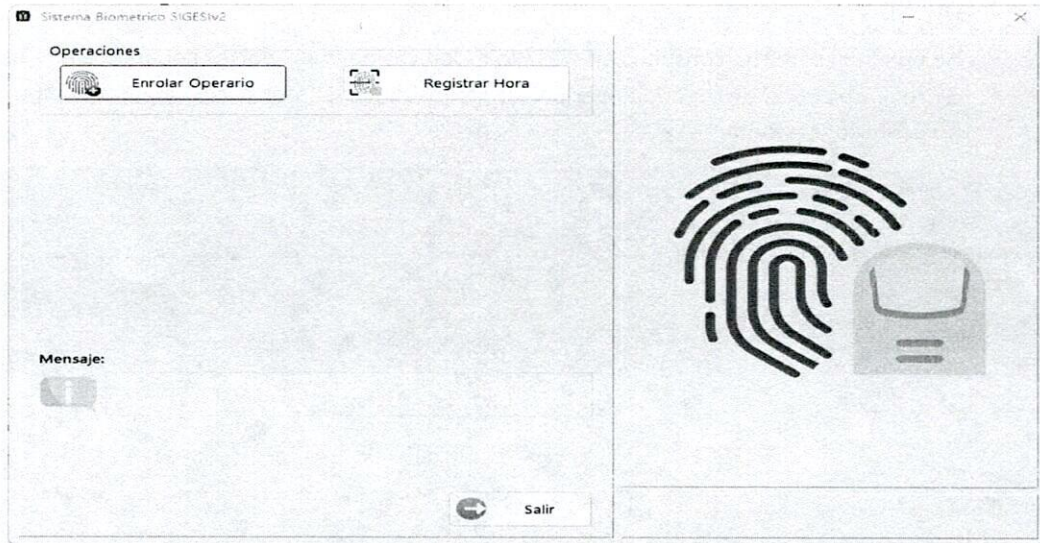 Sistema Biometrico SIGESIv2
Operaciones
Enrolar Operario
Registrar Hora
Mensaje:
Salir